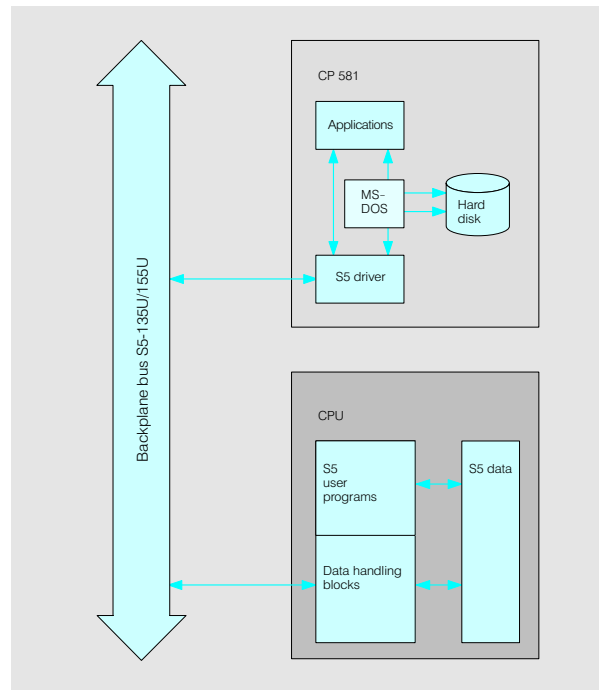 CP 581
Applications
MS-
DOS
Hard
disk
S5 driver
Backplane bus S5-135U/155U
CPU
S5
user
programs
S5 data
Data handling
blocks